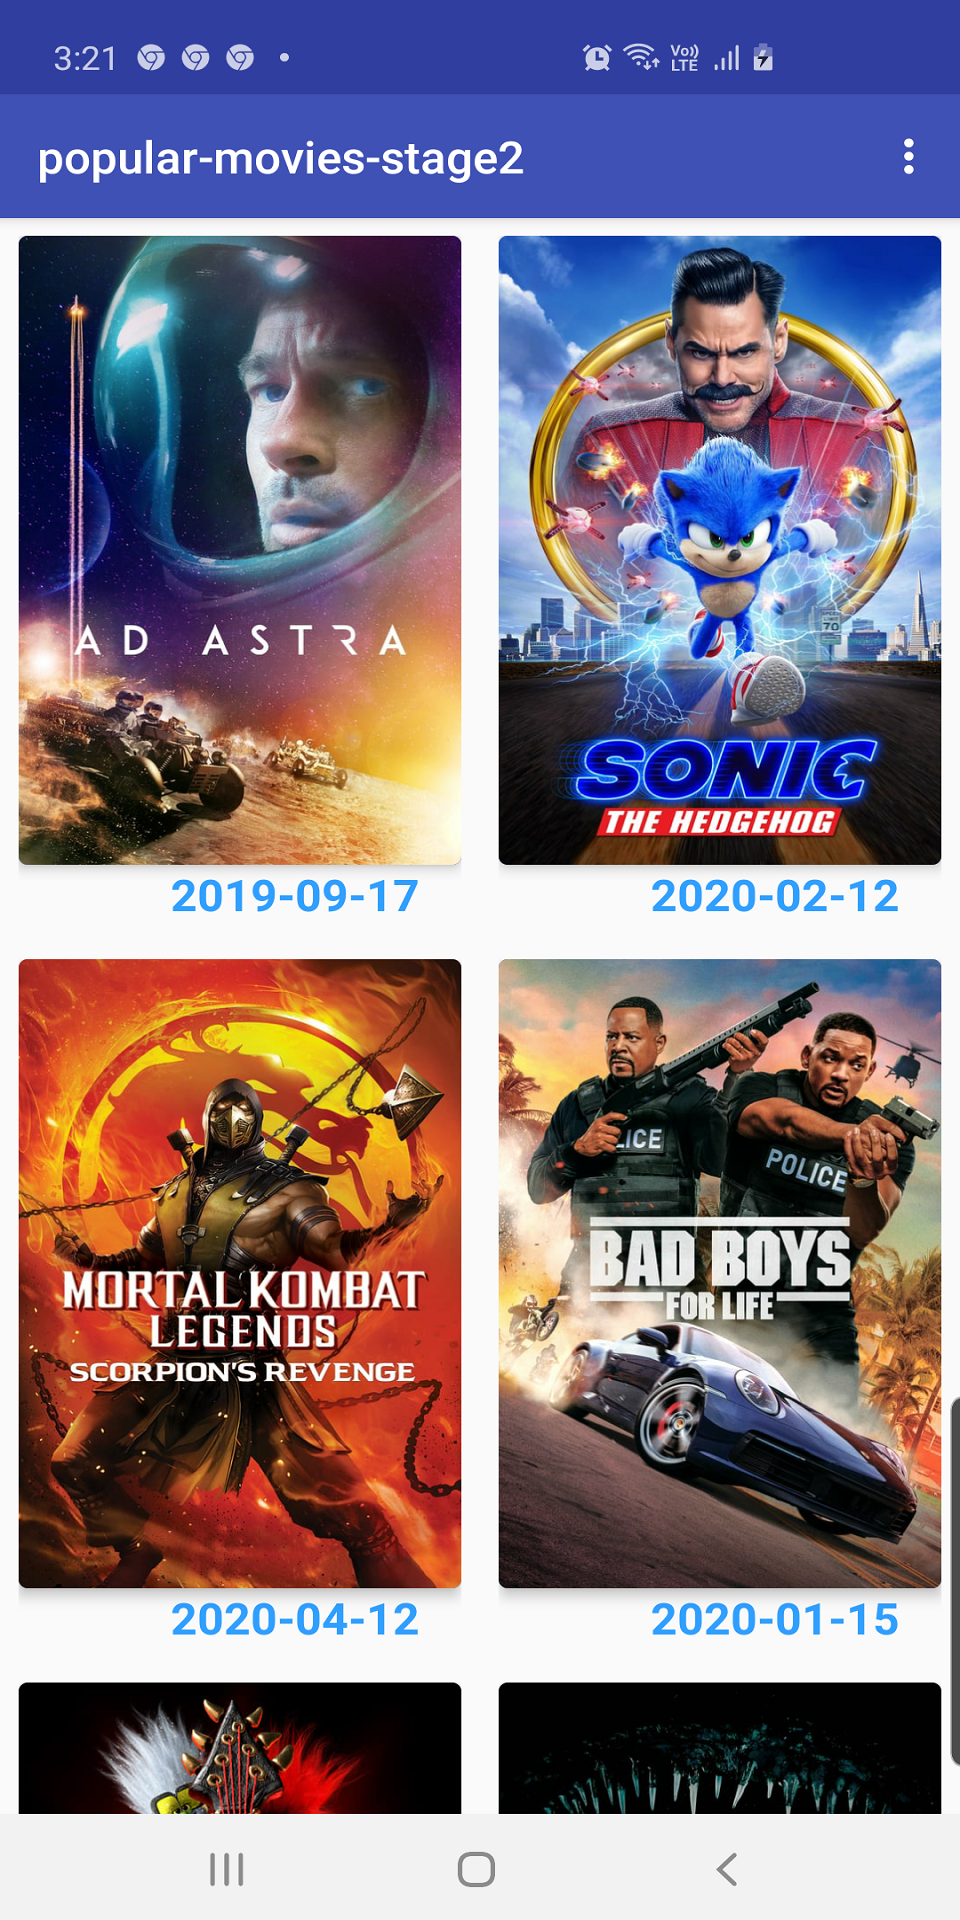 3:21
Vo))
LTE
popular-movies-stage2
AD ASTRA
70
SONIC
THE HEDGEHOG
2019-09-17
2020-02-12
MORTAL KOMBAT
LEGENDS
SCORPION'S REVENGE
LICE
POLICE
BAD BOYS
FOR LIFE
2020-04-12
2020-01-15